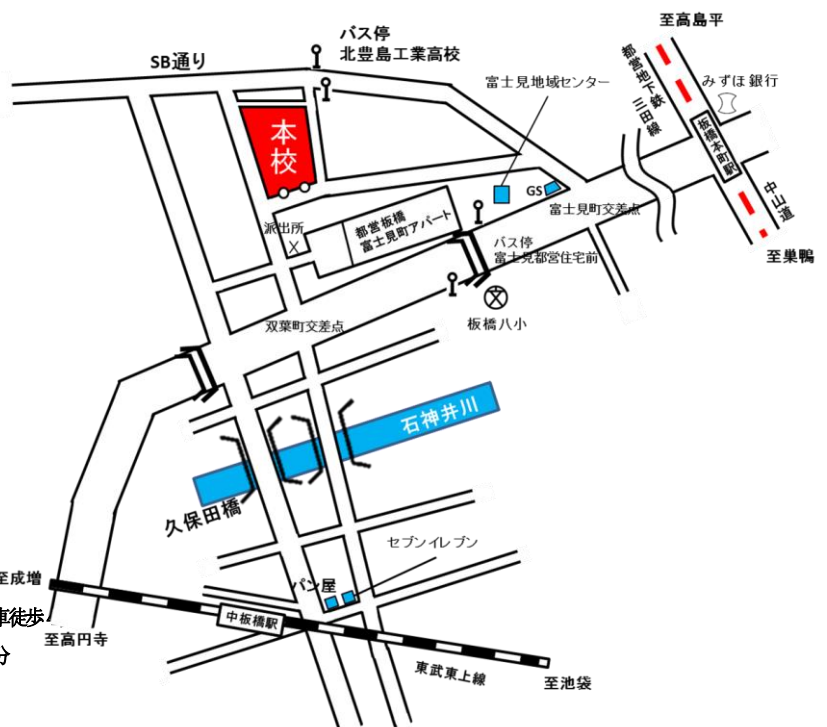 至高島平
バス停
北豊島工業高校
SB通り
都営地下鉄
三田線
みずほ銀行
富士見地域センター
本校
板橋本町駅
GS
中山道
富士見町交差点
派出所
都営板橋
富士見町アパート
バス停
富士見都営住宅前
至巣鴨
双葉町交差点
板橋八小
石神井川
久保田橋
セブンイレブン
至成増
パン屋
徒歩
中板橋駅
至高円寺
分
東武東上線
至池袋